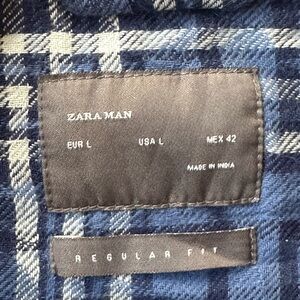 ZARA MAN
EUR L USA L MEX 42
MADE IN INDIA
REGULAR FIT